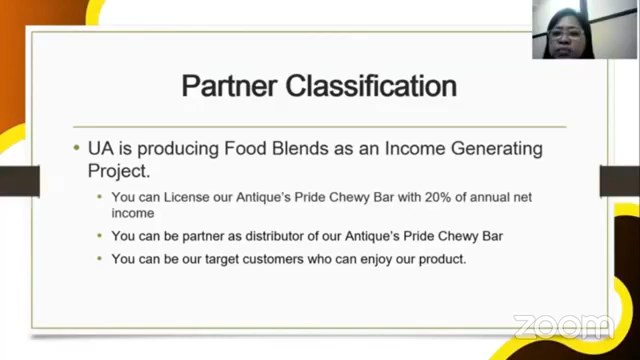 Partner Classification
• UA is producing Food Blends as an Income Generating
Project.
• You can License our Antique's Pride Chewy Bar with 20% of annual net
income
• You can be partner as distributor of our Antique's Pride Chewy Bar
• You can be our target customers who can enjoy our product.
zoom